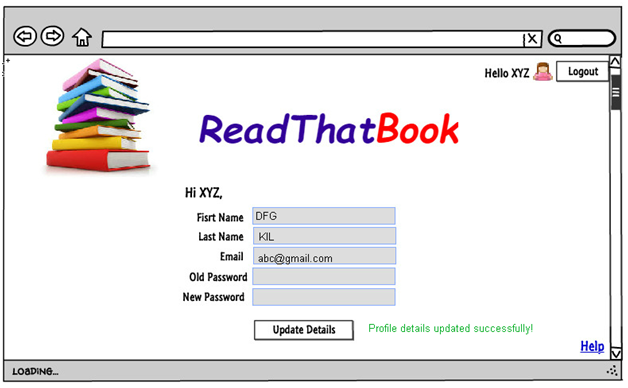 Hello XYZ Logout
ReadThatBook
Hi XYZ,
Fisrt Name DFG
Last Name KIL
Email abc@gmail.com
Old Password
New Password
Update Details Profile details updated successfully!
Help
LOADING...